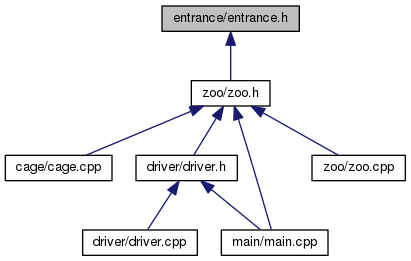 entrance/entrance.h
zoo/zoo.h
cage/cage.cpp
driver/driver.h
zoo/zoo.cpp
driver/driver.cpp
main/main.cpp